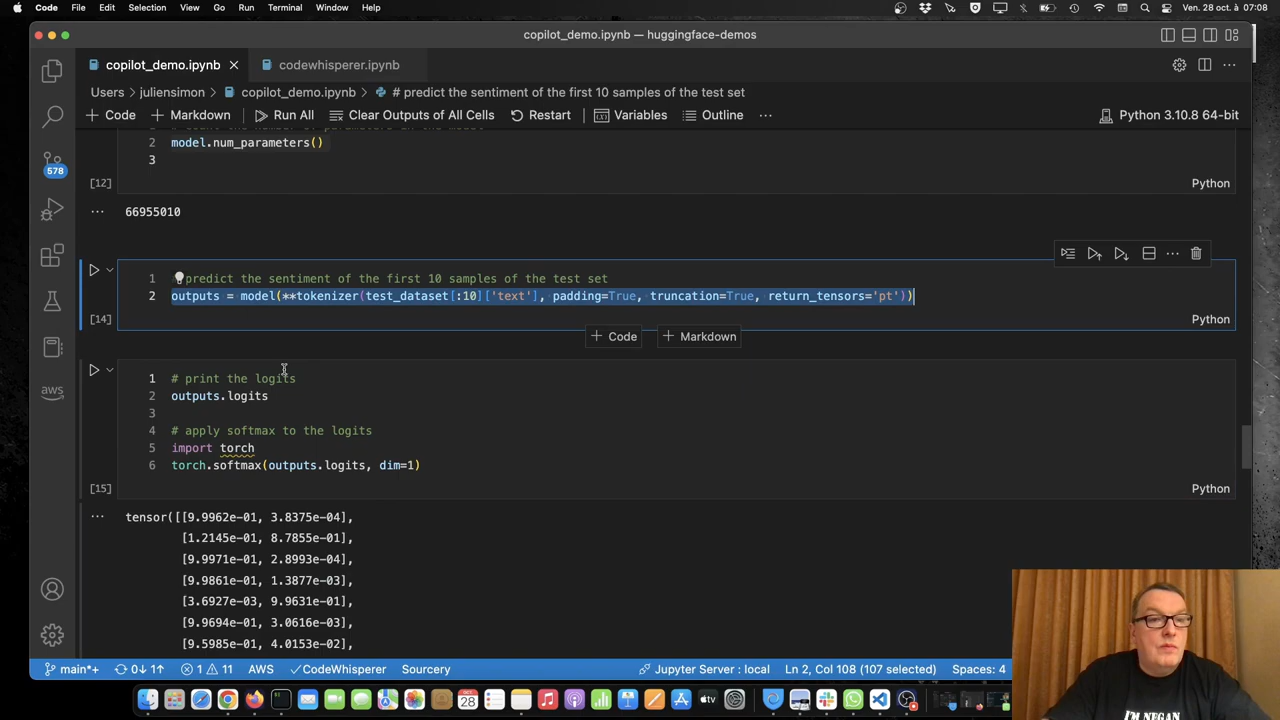 Code File Edit Selection View Go Run Terminal Window Help Ven. 28 oct. à 07:08
copilot_demo.ipynb — huggingface-demos
copilot_demo.ipynb codewhisperer.ipynb
Users > juliensimon > copilot_demo.ipynb > # predict the sentiment of the first 10 samples of the test set
+ Code + Markdown Run All Clear Outputs of All Cells Restart Variables Outline ... Python 3.10.8 64-bit
2 model.num_parameters()
3
[12] Python
... 66955010
1 predict the sentiment of the first 10 samples of the test set
2 outputs = model(**tokenizer(test_dataset[:10]['text'], padding=True, truncation=True, return_tensors='pt'))
[14] Python
+ Code + Markdown
1 # print the logits
2 outputs.logits
3
4 # apply softmax to the logits
5 import torch
6 torch.softmax(outputs.logits, dim=1)
[15] Python
... tensor([[9.9962e-01, 3.8375e-04],
[1.2145e-01, 8.7855e-01],
[9.9971e-01, 2.8993e-04],
[9.9861e-01, 1.3877e-03],
[3.6927e-03, 9.9631e-01],
[9.9694e-01, 3.0616e-03],
[9.5985e-01, 4.0153e-02],
578
aws
main*+ 0↓ 1↑ 1 11 AWS CodeWhisperer Sourcery Jupyter Server : local Ln 2, Col 108 (107 selected) Spaces: 4
I'M NEGAN